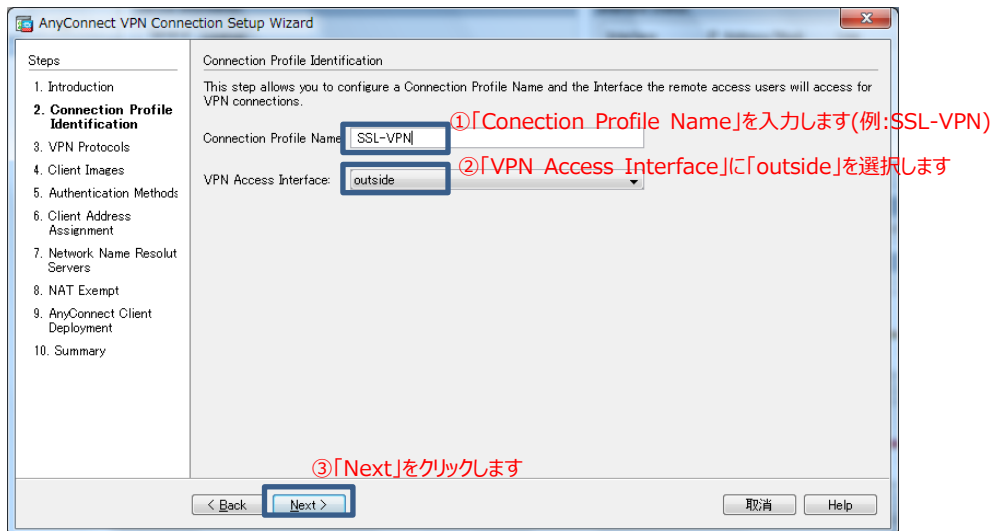 AnyConnect VPN Connection Setup Wizard
Steps
1. Introduction
2. Connection Profile
Identification
3. VPN Protocols
4. Client Images
5. Authentication Methods
6. Client Address
Assignment
7. Network Name Resolut
Servers
8. NAT Exempt
9. AnyConnect Client
Deployment
10. Summary
Connection Profile Identification
This step allows you to configure a Connection Profile Name and the Interface the remote access users will access for
VPN connections.
①「Conection Profile Name」を入力します(例:SSL-VPN)
Connection Profile Name SSL-VPN
②「VPN Access Interface」に「outside」を選択します
VPN Access Interface: outside
③「Next」をクリックします
< Back Next > 取消 Help